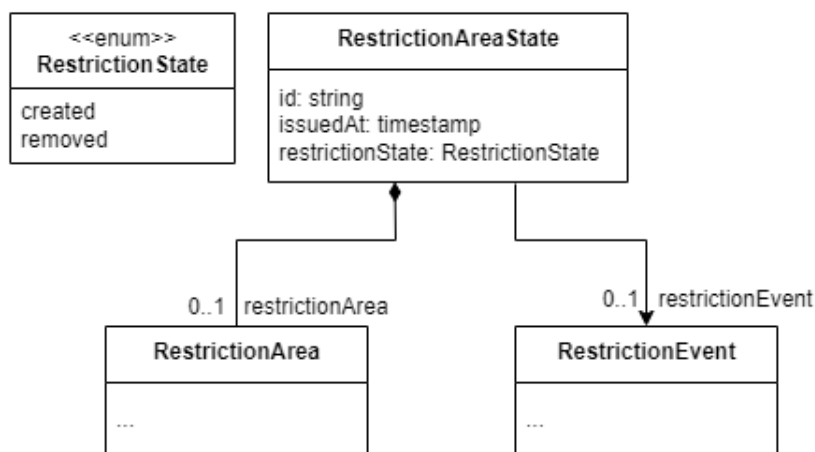 <<enum>>
RestrictionState
created
removed
RestrictionAreaState
id: string
issuedAt: timestamp
restrictionState: RestrictionState
0..1 restrictionArea
0..1 restrictionEvent
RestrictionArea
...
RestrictionEvent
...